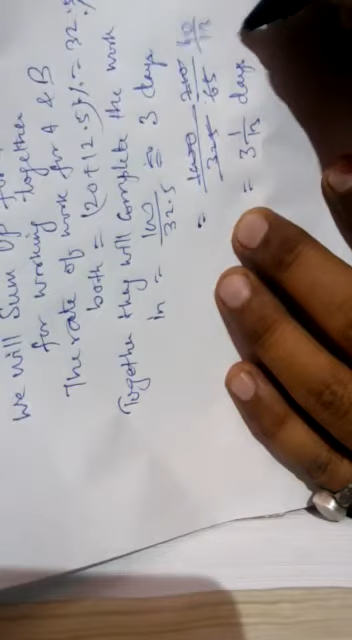 We will Sum up for
for working together
The rate of work for A & B
both = (20+12.5)% = 32.5%
Together they will complete the work
in = 100/32.5 = 3 days
= 1000/325 200/65 40/13
= 3 1/13 days